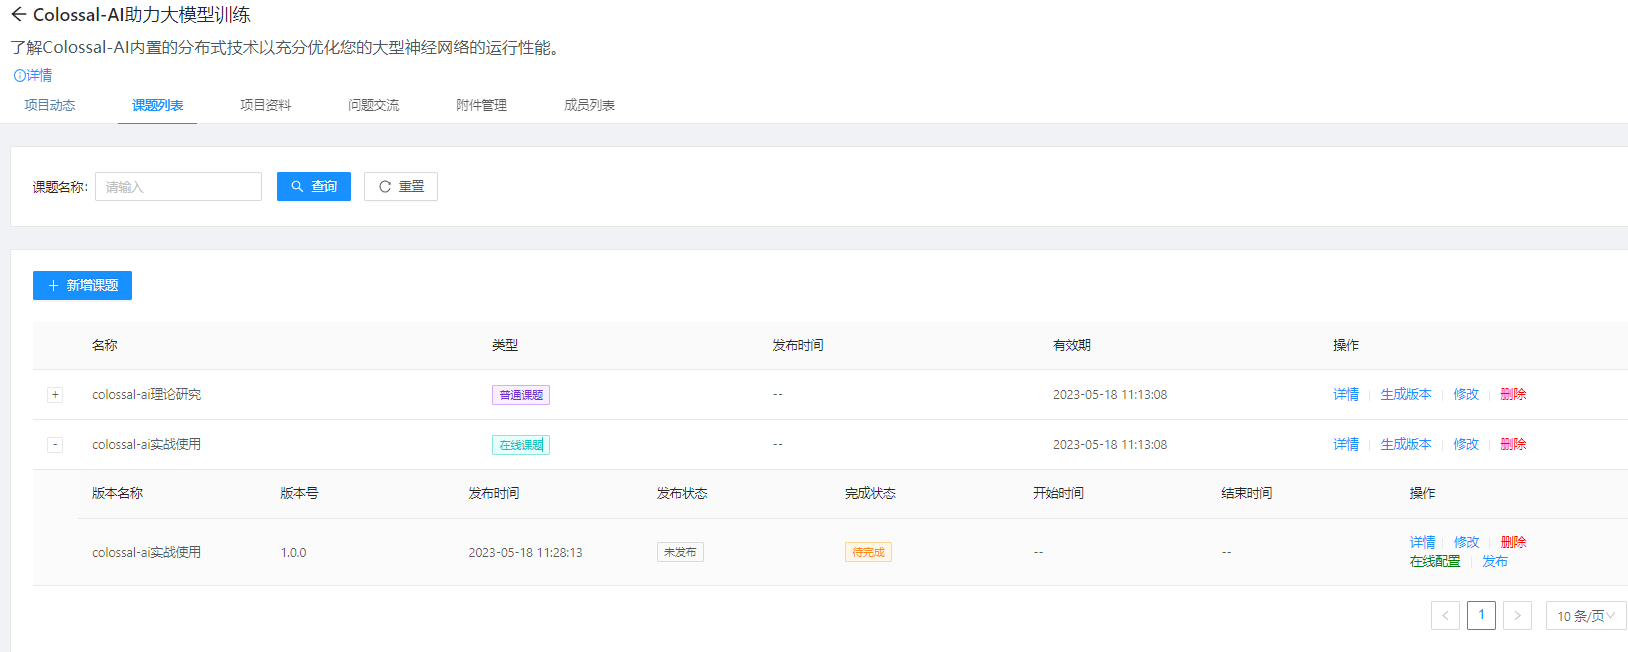 Colossal-AI助力大模型训练
了解Colossal-AI内置的分布式技术以充分优化您的大型神经网络的运行性能。
详情
项目动态 课题列表 项目资料 问题交流 附件管理 成员列表
课题名称: 请输入 查询 重置
+ 新增课题
名称 类型 发布时间 有效期 操作
+ colossal-ai理论研究 普通课题 -- 2023-05-18 11:13:08 详情 生成版本 修改 删除
- colossal-ai实战使用 在线课题 -- 2023-05-18 11:13:08 详情 生成版本 修改 删除
版本名称 版本号 发布时间 发布状态 完成状态 开始时间 结束时间 操作
colossal-ai实战使用 1.0.0 2023-05-18 11:28:13 未发布 待完成 -- -- 详情 修改 删除
在线配置 发布
< 1 > 10 条/页